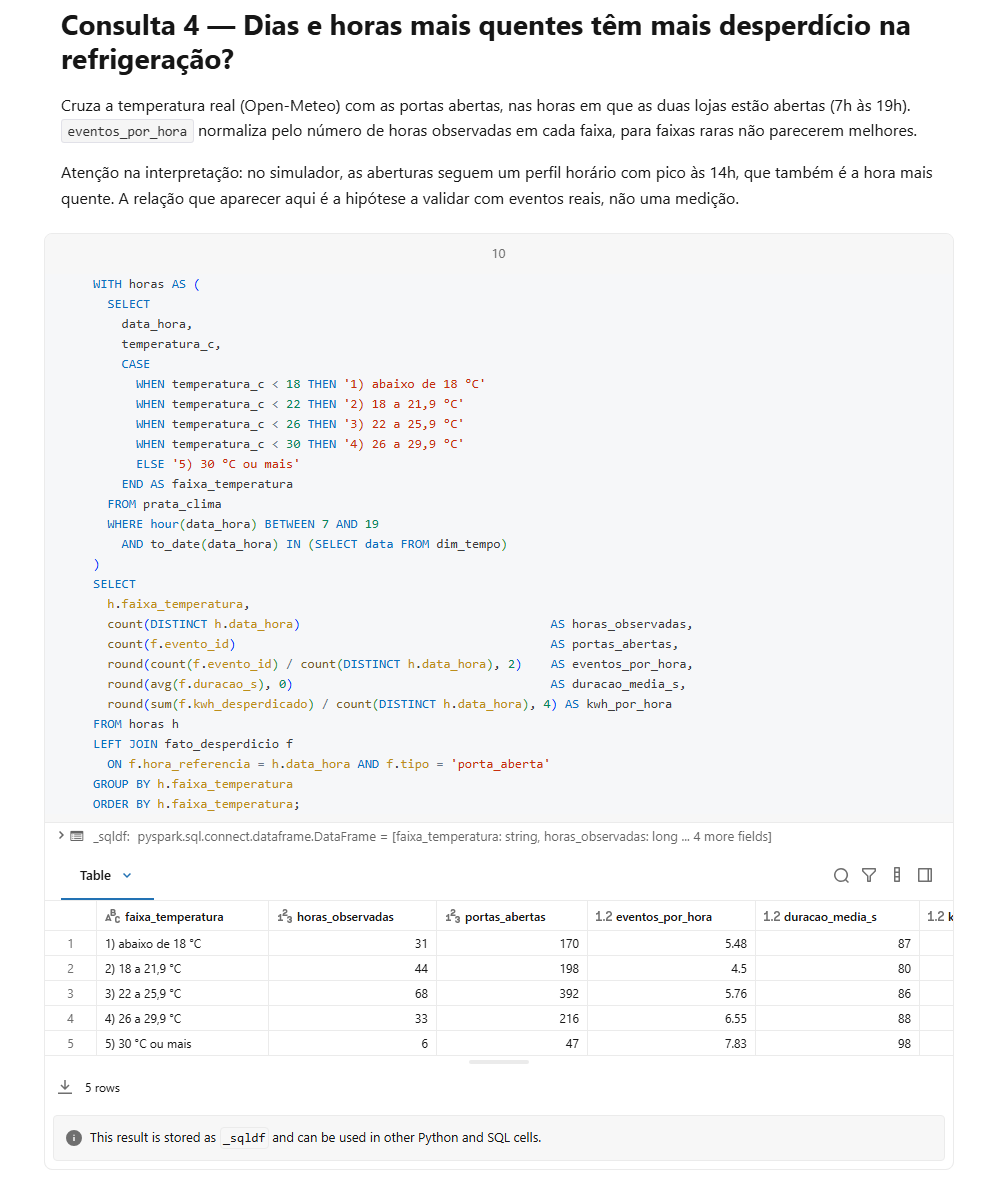 Consulta 4 — Dias e horas mais quentes têm mais desperdício na
refrigeração?
Cruza a temperatura real (Open-Meteo) com as portas abertas, nas horas em que as duas lojas estão abertas (7h às 19h).
eventos_por_hora normaliza pelo número de horas observadas em cada faixa, para faixas raras não parecerem melhores.
Atenção na interpretação: no simulador, as aberturas seguem um perfil horário com pico às 14h, que também é a hora mais
quente. A relação que aparecer aqui é a hipótese a validar com eventos reais, não uma medição.
10
WITH horas AS (
SELECT
data_hora,
temperatura_c,
CASE
WHEN temperatura_c < 18 THEN '1) abaixo de 18 °C'
WHEN temperatura_c < 22 THEN '2) 18 a 21,9 °C'
WHEN temperatura_c < 26 THEN '3) 22 a 25,9 °C'
WHEN temperatura_c < 30 THEN '4) 26 a 29,9 °C'
ELSE '5) 30 °C ou mais'
END AS faixa_temperatura
FROM prata_clima
WHERE hour(data_hora) BETWEEN 7 AND 19
AND to_date(data_hora) IN (SELECT data FROM dim_tempo)
)
SELECT
h.faixa_temperatura,
count(DISTINCT h.data_hora) AS horas_observadas,
count(f.evento_id) AS portas_abertas,
round(count(f.evento_id) / count(DISTINCT h.data_hora), 2) AS eventos_por_hora,
round(avg(f.duracao_s), 0) AS duracao_media_s,
round(sum(f.kwh_desperdicado) / count(DISTINCT h.data_hora), 4) AS kwh_por_hora
FROM horas h
LEFT JOIN fato_desperdicio f
ON f.hora_referencia = h.data_hora AND f.tipo = 'porta_aberta'
GROUP BY h.faixa_temperatura
ORDER BY h.faixa_temperatura;
_sqldf: pyspark.sql.connect.dataframe.DataFrame = [faixa_temperatura: string, horas_observadas: long ... 4 more fields]
Table
faixa_temperatura horas_observadas portas_abertas 1.2 eventos_por_hora 1.2 duracao_media_s 1.2 k
1 1) abaixo de 18 °C 31 170 5.48 87
2 2) 18 a 21,9 °C 44 198 4.5 80
3 3) 22 a 25,9 °C 68 392 5.76 86
4 4) 26 a 29,9 °C 33 216 6.55 88
5 5) 30 °C ou mais 6 47 7.83 98
5 rows
This result is stored as _sqldf and can be used in other Python and SQL cells.